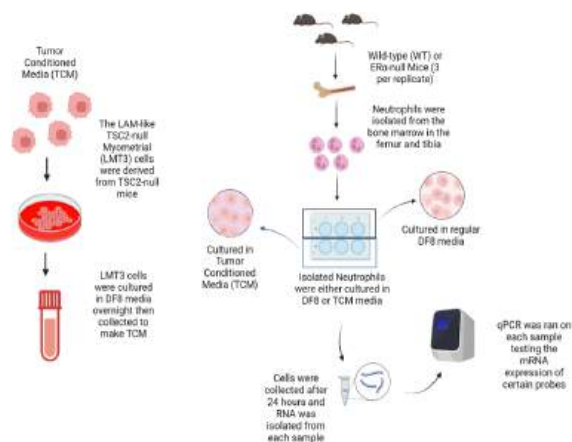 Tumor
Conditioned
Media (TCM)
The LAM-like
TSC2-null
Myometrial
(LMT3) cells
were derived
from TSC2-null
mice
LMT3 cells
were cultured
in DF8 media
overnight then
collected to
make TCM
Wild-type (WT) or
ERα-null Mice (3
per replicate)
Neutrophils were
isolated from the
bone marrow in the
femur and tibia
Cultured in
Tumor
Conditioned
Media (TCM)
Cultured in regular
DF8 media
Isolated Neutrophils
were either cultured in
DF8 or TCM media
Cells were
collected after
24 hours and
RNA was
isolated from
each sample
qPCR was ran on
each sample
testing the
mRNA
expression of
certain probes